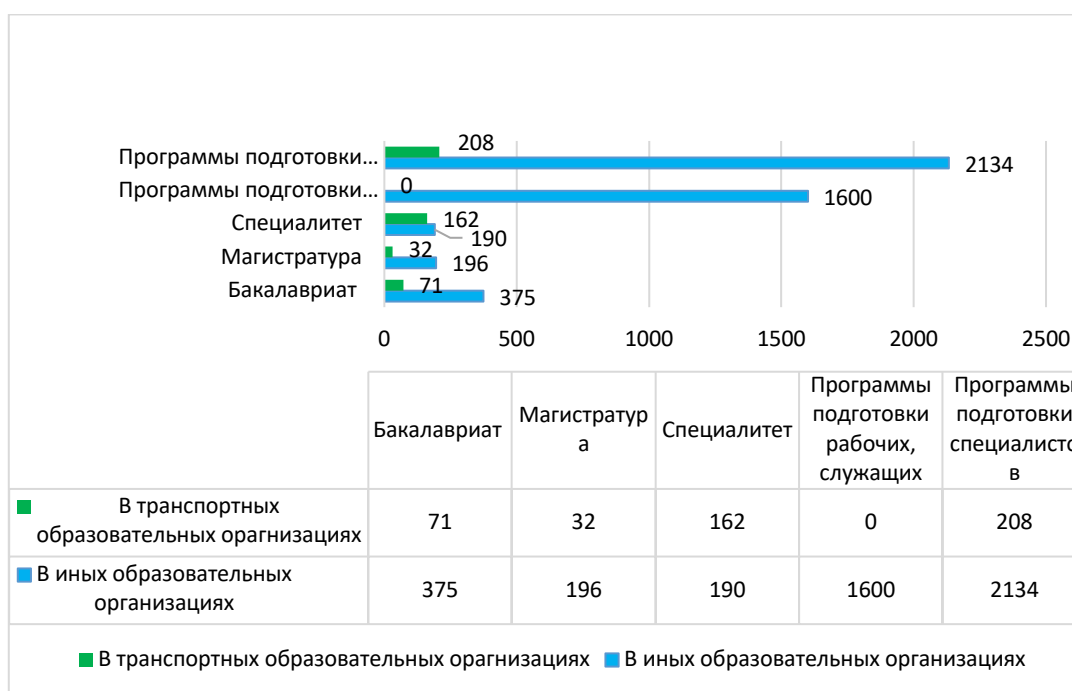 Программы подготовки...
208
2134
Программы подготовки...
0
1600
Специалитет
162
190
Магистратура
32
196
Бакалавриат
71
375
0 500 1000 1500 2000 2500
Бакалавриат
Магистратур
а
Специалитет
Программы
подготовки
рабочих,
служащих
Программы
подготовки
специалисто
в
В транспортных
образовательных орагнизациях
71 32 162 0 208
В иных образовательных
организациях
375 196 190 1600 2134
В транспортных образовательных орагнизациях В иных образовательных организациях